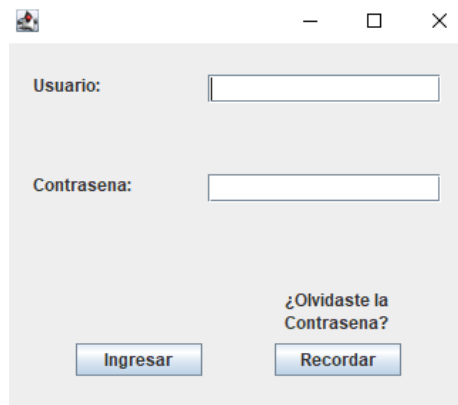 Usuario:
Contrasena:
¿Olvidaste la
Contrasena?
Ingresar
Recordar